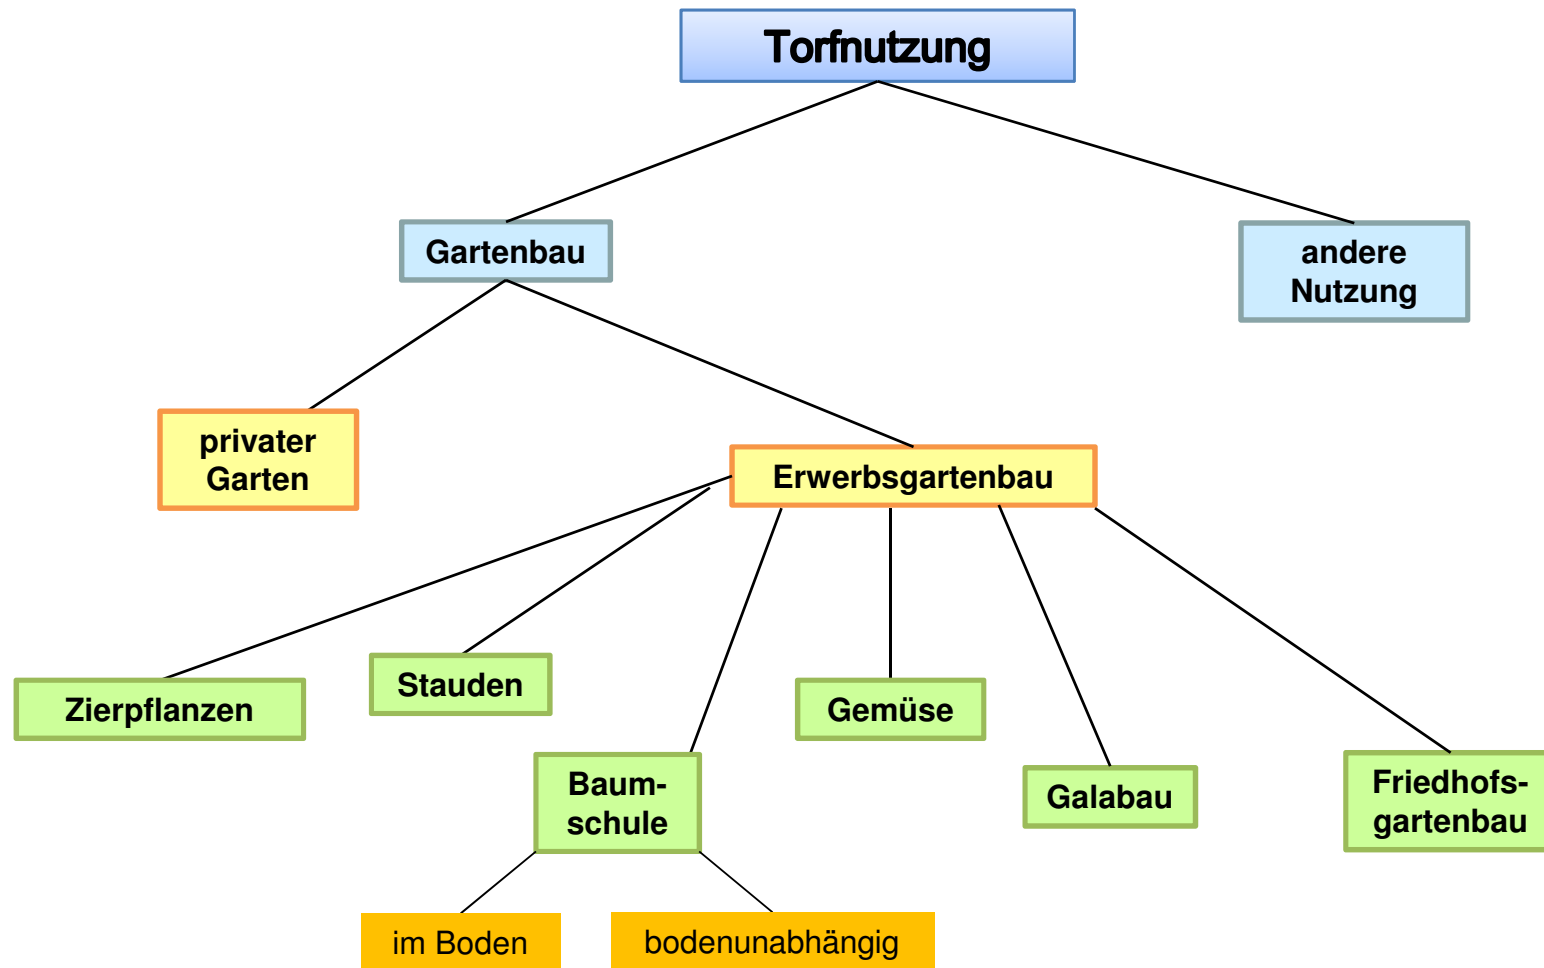 Torfnutzung
Gartenbau
andere
Nutzung
privater
Garten
Erwerbsgartenbau
Zierpflanzen
Stauden
Baum-
schule
Gemüse
Galabau
Friedhofs-
gartenbau
im Boden
bodenunabhängig